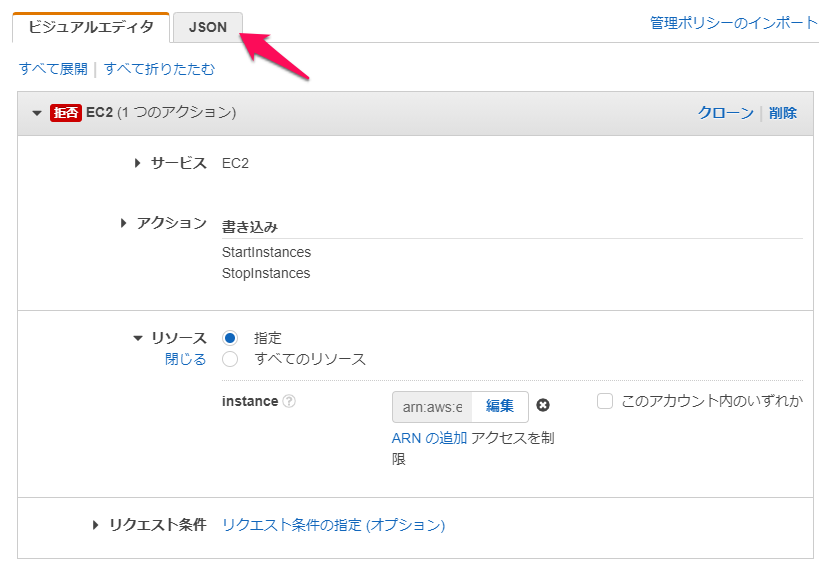 ビジュアルエディタ JSON 管理ポリシーのインポート
すべて展開 | すべて折りたたむ
拒否 EC2 (1 つのアクション) クローン | 削除
サービス EC2
アクション 書き込み
StartInstances
StopInstances
リソース 指定
閉じる すべてのリソース
instance ? arn:aws:e 編集 このアカウント内のいずれか
ARN の追加 アクセスを制
限
リクエスト条件 リクエスト条件の指定 (オプション)